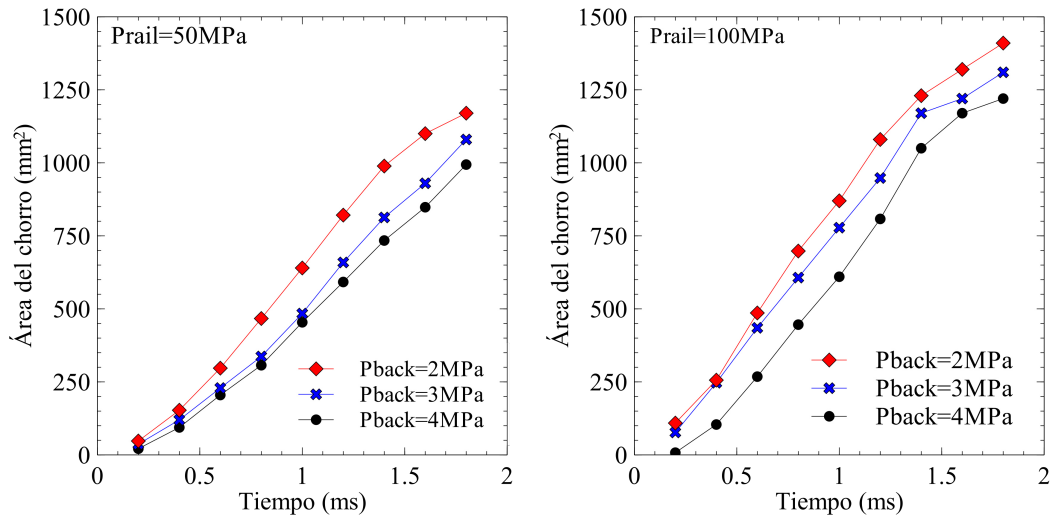 Prail=50MPa
Área del chorro (mm²)
1500
1250
1000
750
500
250
0
Pback=2MPa
Pback=3MPa
Pback=4MPa
0 0.5 1 1.5 2
Tiempo (ms)
Prail=100MPa
Área del chorro (mm²)
1500
1250
1000
750
500
250
0
Pback=2MPa
Pback=3MPa
Pback=4MPa
0 0.5 1 1.5 2
Tiempo (ms)